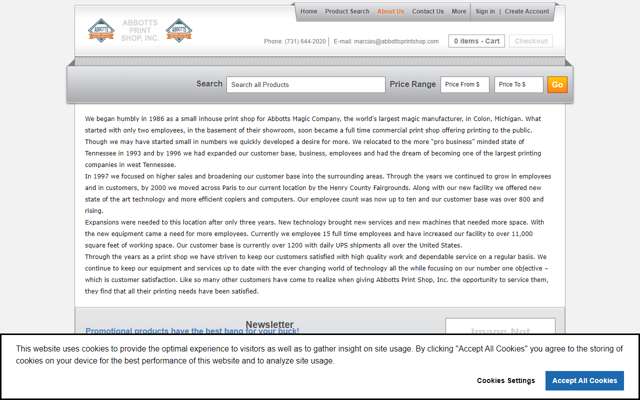 Home Product Search About Us Contact Us More Sign in | Create Account
ABBOTTS
ABBOTTS
PRINT
SHOP, INC.
ABBOTTS
Phone: (731) 644-2020 | E-mail: marcias@abbottsprintshop.com
0 items - Cart
Checkout
Search
Search all Products
Price Range
Price From $
Price To $
Go
We began humbly in 1986 as a small inhouse print shop for Abbotts Magic Company, the world's largest magic manufacturer, in Colon, Michigan. What
started with only two employees, in the basement of their showroom, soon became a full time commercial print shop offering printing to the public.
Though we may have started small in numbers we quickly developed a desire for more. We relocated to the more "pro business" minded state of
Tennessee in 1993 and by 1996 we had expanded our customer base, business, employees and had the dream of becoming one of the largest printing
companies in west Tennessee.
In 1997 we focused on higher sales and broadening our customer base into the surrounding areas. Through the years we continued to grow in employees
and in customers, by 2000 we moved across Paris to our current location by the Henry County Fairgrounds. Along with our new facility we offered new
state of the art technology and more efficient copiers and computers. Our employee count was now up to ten and our customer base was over 800 and
rising.
Expansions were needed to this location after only three years. New technology brought new services and new machines that needed more space. With
the new equipment came a need for more employees. Currently we employee 15 full time employees and have increased our facility to over 11,000
square feet of working space. Our customer base is currently over 1200 with daily UPS shipments all over the United States.
Through the years as a print shop we have striven to keep our customers satisfied with high quality work and dependable service on a regular basis. We
continue to keep our equipment and services up to date with the ever changing world of technology all the while focusing on our number one objective –
which is customer satisfaction. Like so many other customers have come to realize when giving Abbotts Print Shop, Inc. the opportunity to serve them,
they find that all their printing needs have been satisfied.
Newsletter
Promotional products have the best bang for your buck!
Image Not
This website uses cookies to provide the optimal experience to visitors as well as to gather insight on site usage. By clicking "Accept All Cookies" you agree to the storing of
cookies on your device for the best performance of this website and to analyze site usage.
Cookies Settings
Accept All Cookies